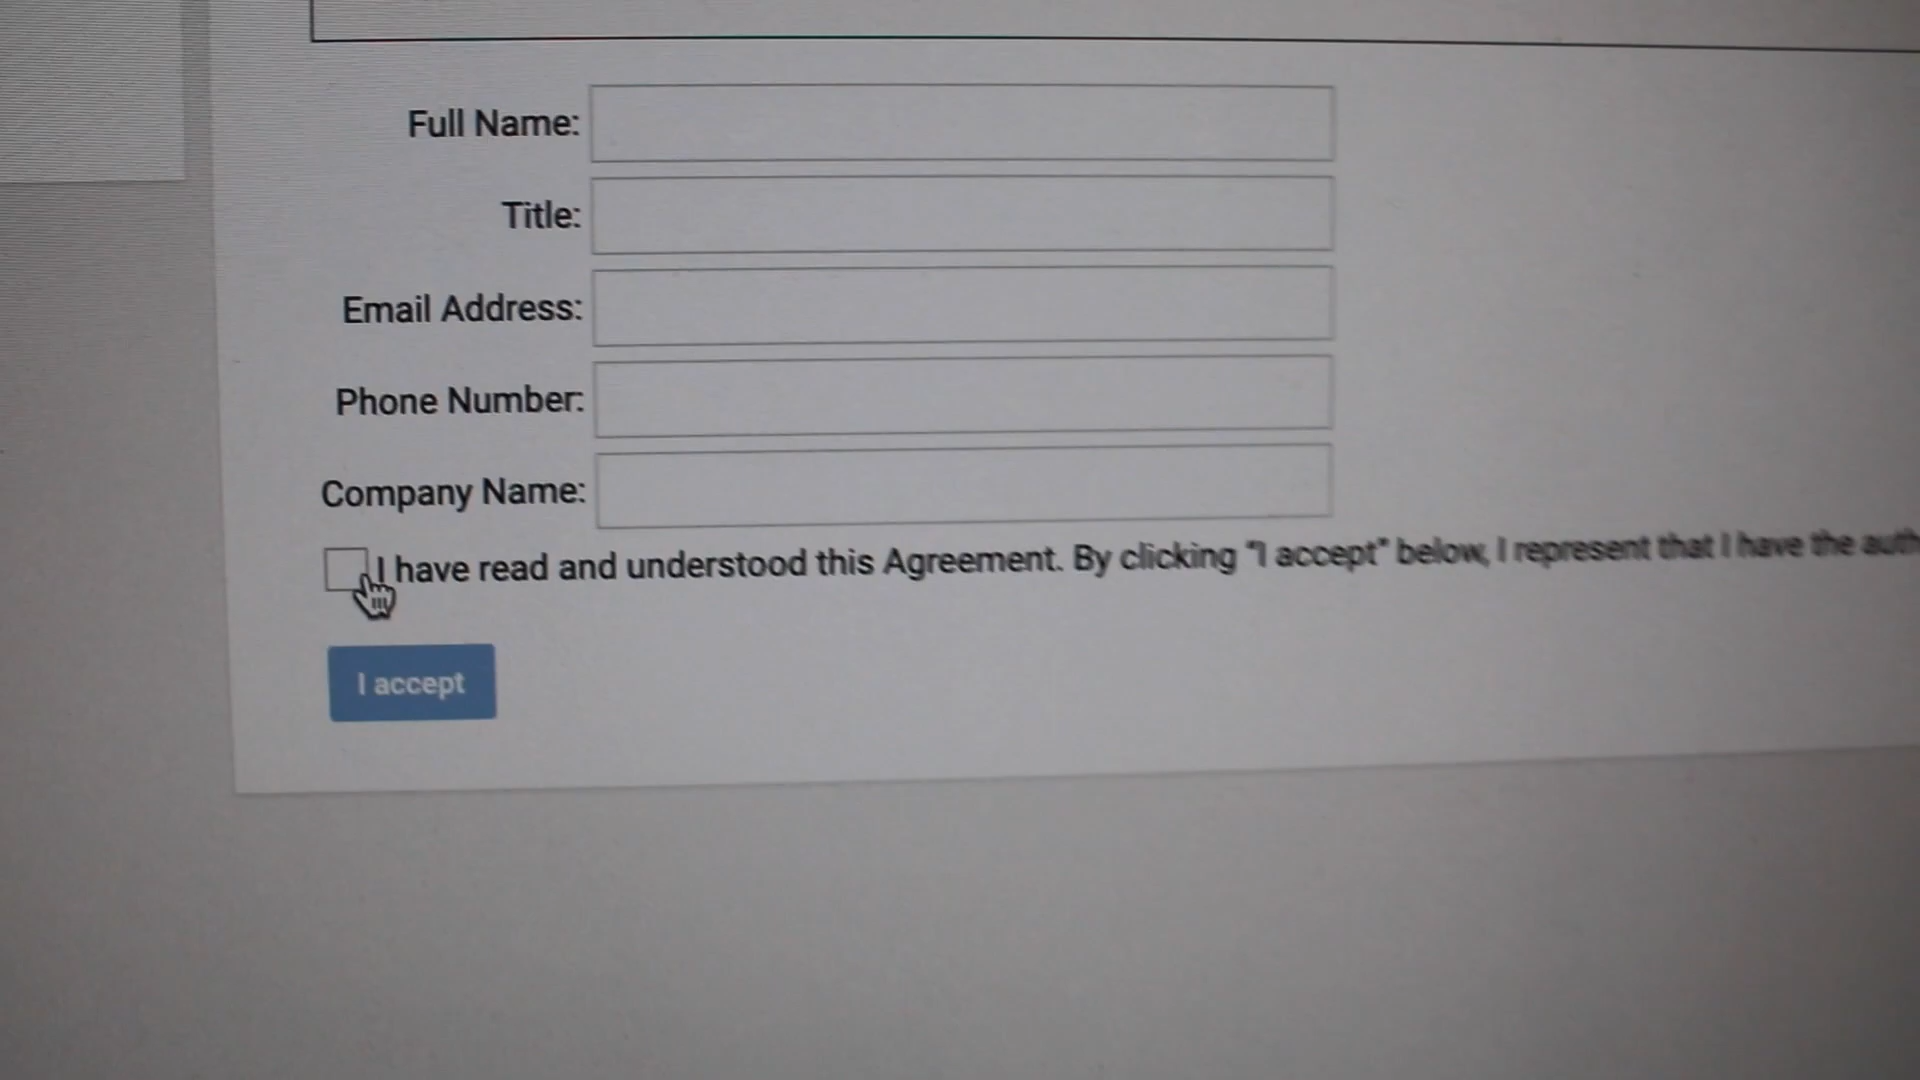 Full Name:
Title:
Email Address:
Phone Number:
Company Name:
I have read and understood this Agreement. By clicking "I accept" below, I represent that I have the
I accept